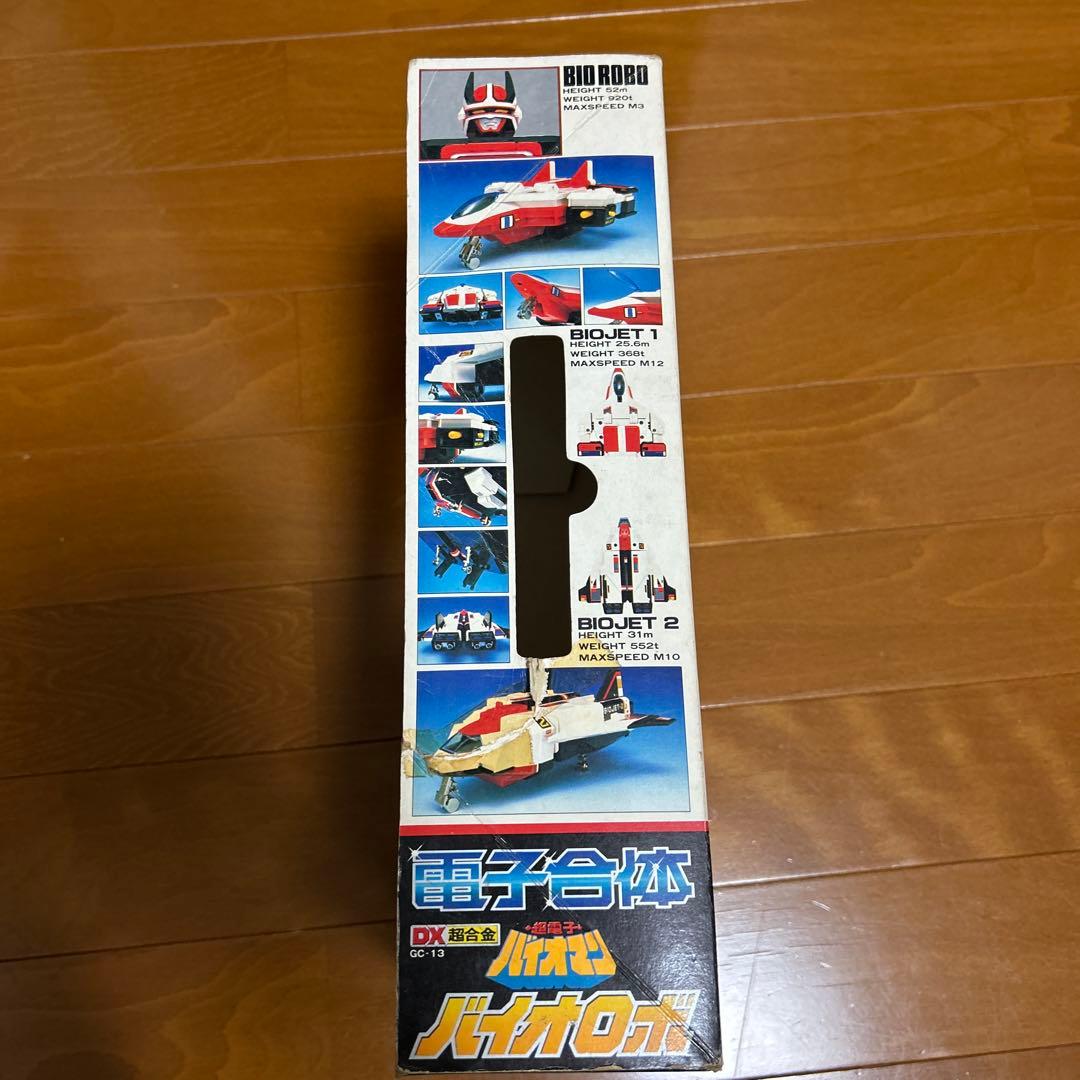 BIO ROBO
HEIGHT 52m
WEIGHT 920t
MAXSPEED M3
BIOJET 1
HEIGHT 25.6m
WEIGHT 368t
MAXSPEED M12
BIOJET 2
HEIGHT 31m
WEIGHT 552t
MAXSPEED M10
BIOJET-2
電子合体
DX 超合金
GC-13
超電子
バイオマン
バイオロボ